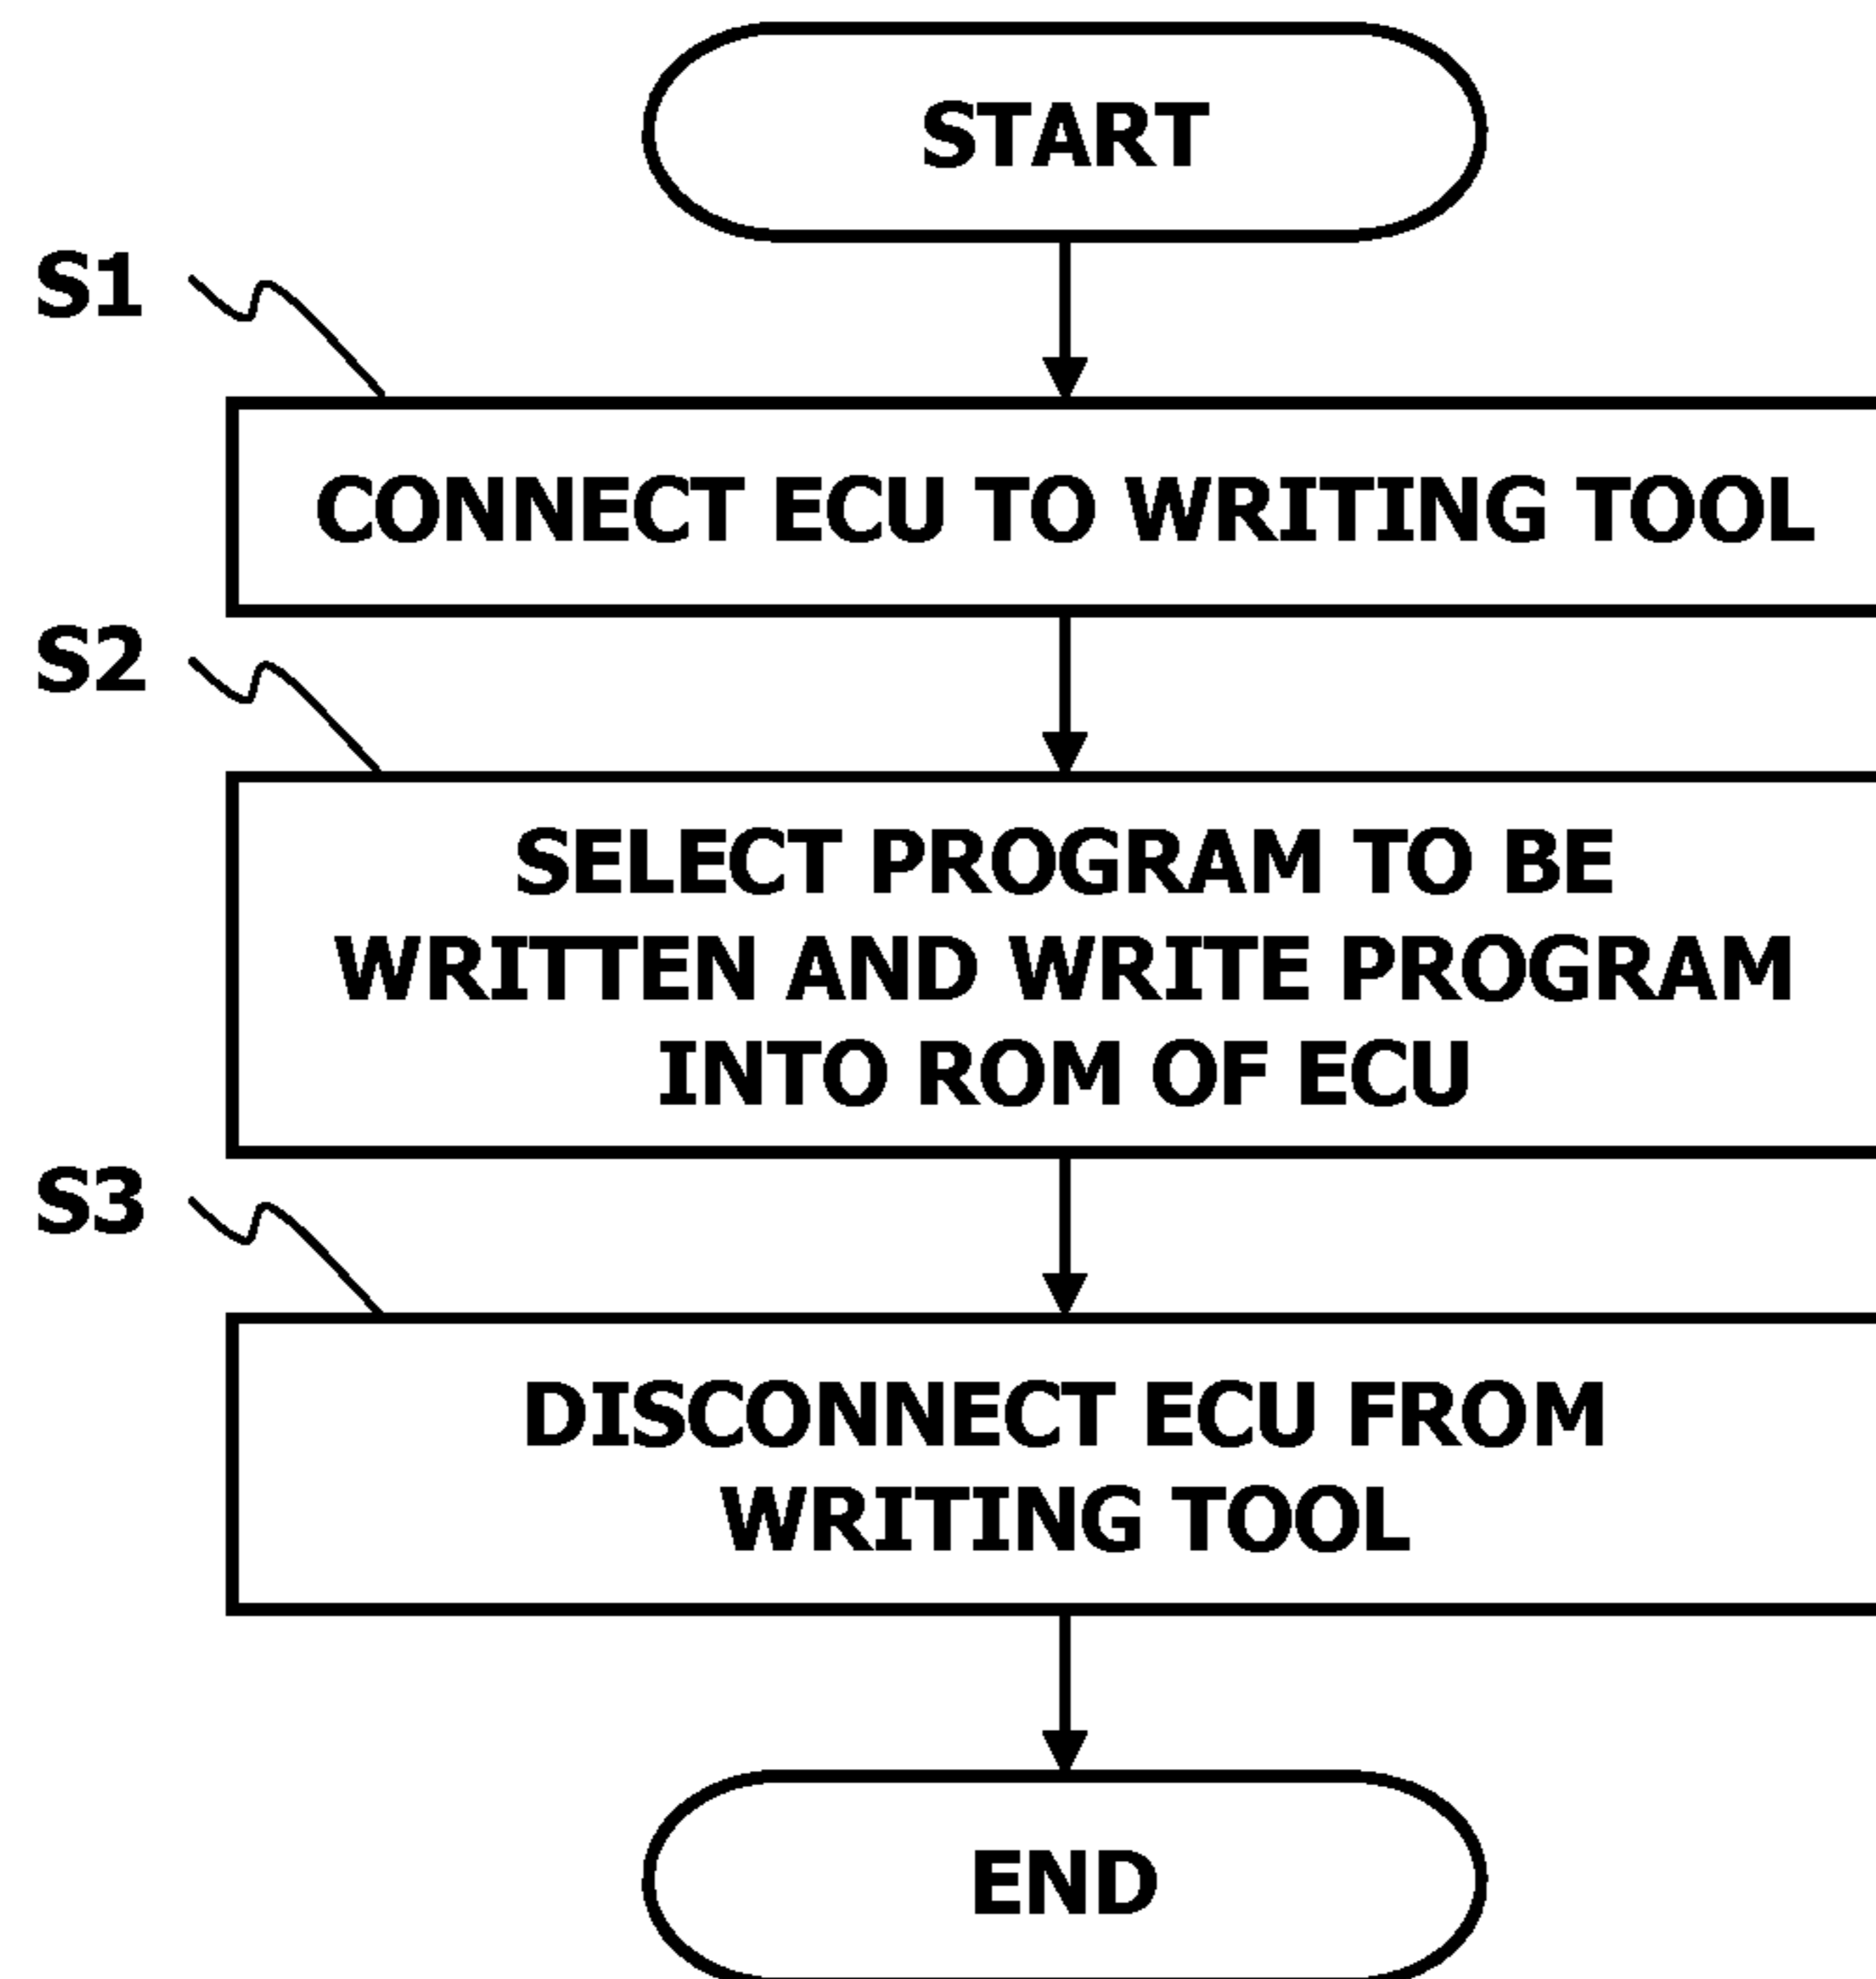 START
S1
CONNECT ECU TO WRITING TOOL
S2
SELECT PROGRAM TO BE
WRITTEN AND WRITE PROGRAM
INTO ROM OF ECU
S3
DISCONNECT ECU FROM
WRITING TOOL
END